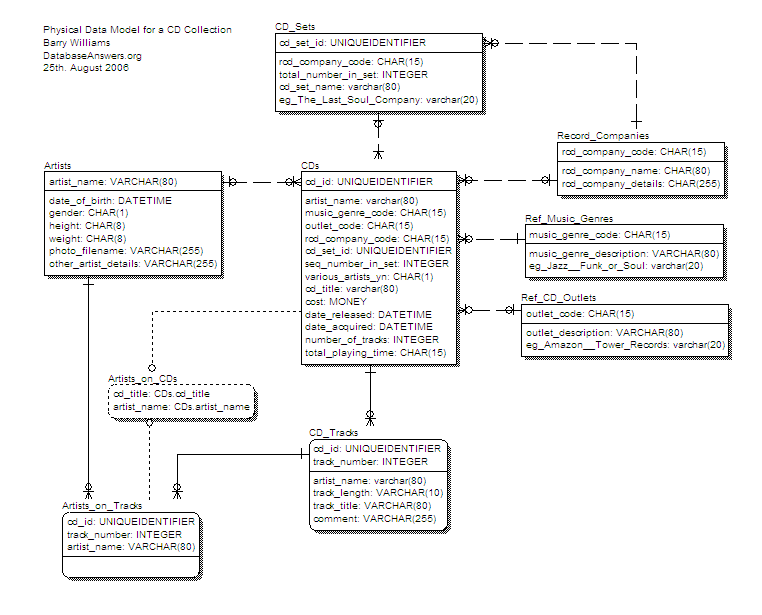 Physical Data Model for a CD Collection
Barry Williams
DatabaseAnswers.org
25th. August 2006
CD_Sets
cd_set_id: UNIQUEIDENTIFIER
rcd_company_code: CHAR(15)
total_number_in_set: INTEGER
cd_set_name: varchar(80)
eg_The_Last_Soul_Company: varchar(20)
Record_Companies
rcd_company_code: CHAR(15)
rcd_company_name: CHAR(80)
rcd_company_details: CHAR(255)
Artists
artist_name: VARCHAR(80)
date_of_birth: DATETIME
gender: CHAR(1)
height: CHAR(8)
weight: CHAR(8)
photo_filename: VARCHAR(255)
other_artist_details: VARCHAR(255)
CDs
cd_id: UNIQUEIDENTIFIER
artist_name: varchar(80)
music_genre_code: CHAR(15)
outlet_code: CHAR(15)
rcd_company_code: CHAR(15)
cd_set_id: UNIQUEIDENTIFIER
seq_number_in_set: INTEGER
various_artists_yn: CHAR(1)
cd_title: varchar(80)
cost: MONEY
date_released: DATETIME
date_acquired: DATETIME
number_of_tracks: INTEGER
total_playing_time: CHAR(15)
Ref_Music_Genres
music_genre_code: CHAR(15)
music_genre_description: VARCHAR(80)
eg_Jazz__Funk_or_Soul: varchar(20)
Ref_CD_Outlets
outlet_code: CHAR(15)
outlet_description: VARCHAR(80)
eg_Amazon__Tower_Records: varchar(20)
Artists_on_CDs
cd_title: CDs.cd_title
artist_name: CDs.artist_name
CD_Tracks
cd_id: UNIQUEIDENTIFIER
track_number: INTEGER
artist_name: varchar(80)
track_length: VARCHAR(10)
track_title: VARCHAR(80)
comment: VARCHAR(255)
Artists_on_Tracks
cd_id: UNIQUEIDENTIFIER
track_number: INTEGER
artist_name: VARCHAR(80)